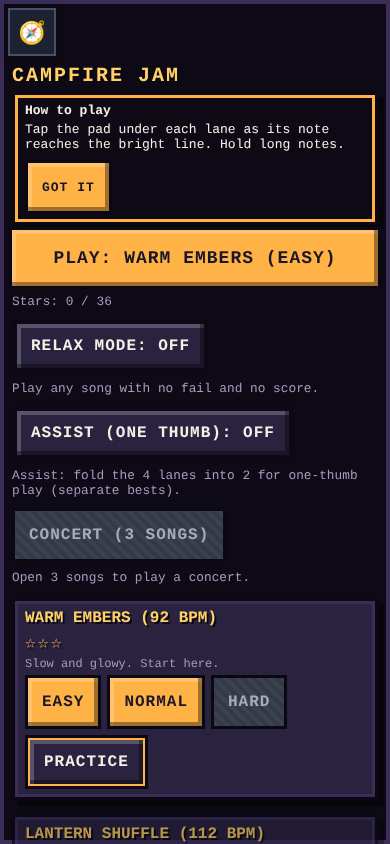 CAMPFIRE JAM
How to play
Tap the pad under each lane as its note
reaches the bright line. Hold long notes.
GOT IT
PLAY: WARM EMBERS (EASY)
Stars: 0 / 36
RELAX MODE: OFF
Play any song with no fail and no score.
ASSIST (ONE THUMB): OFF
Assist: fold the 4 lanes into 2 for one-thumb
play (separate bests).
CONCERT (3 SONGS)
Open 3 songs to play a concert.
WARM EMBERS (92 BPM)
☆☆☆
Slow and glowy. Start here.
EASY NORMAL HARD
PRACTICE
LANTERN SHUFFLE (112 BPM)